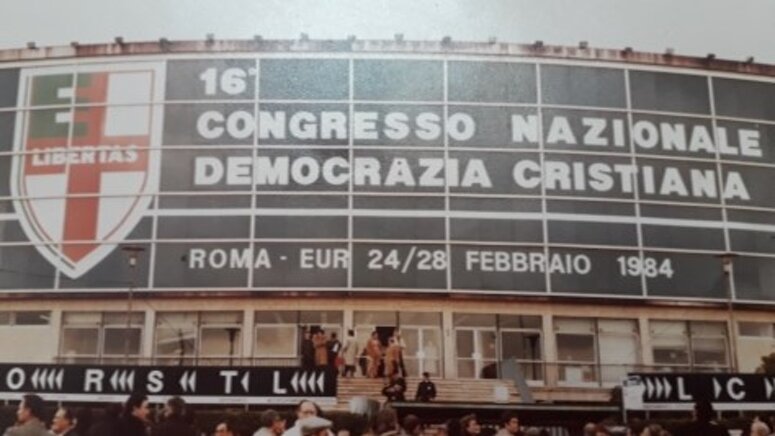 16°
CONGRESSO NAZIONALE
DEMOCRAZIA CRISTIANA
LIBERTAS
ROMA - EUR 24/28 FEBBRAIO 1984
O R S T L
L C